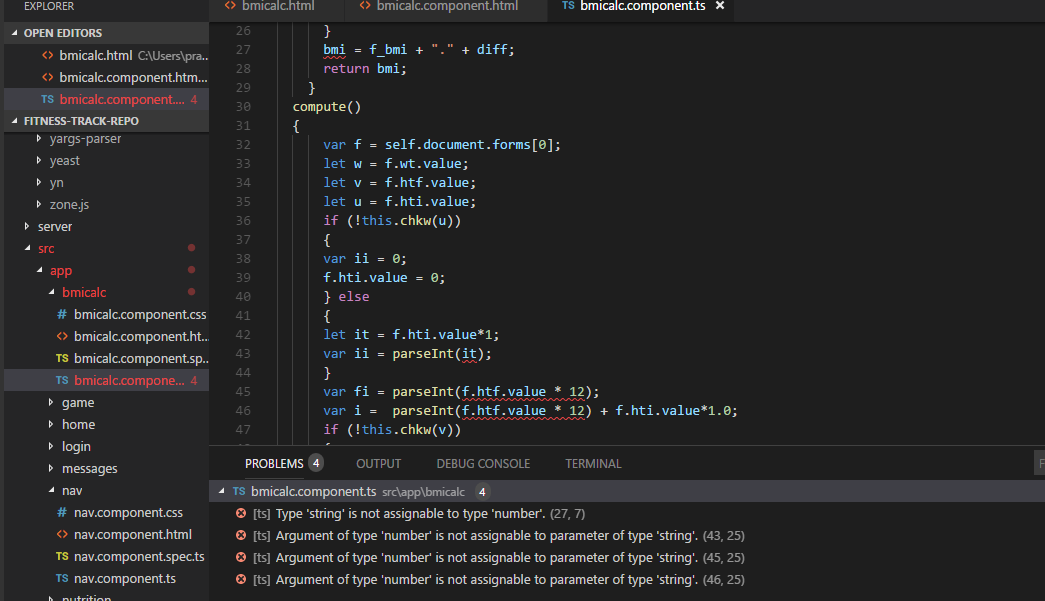 EXPLORER
OPEN EDITORS
<> bmicalc.html C:\Users\pra...
<> bmicalc.component.htm...
TS bmicalc.component.... 4
FITNESS-TRACK-REPO
yargs-parser
yeast
yn
zone.js
server
src
app
bmicalc
# bmicalc.component.css
<> bmicalc.component.ht...
TS bmicalc.component.sp...
TS bmicalc.compone... 4
game
home
login
messages
nav
# nav.component.css
<> nav.component.html
TS nav.component.spec.ts
TS nav.component.ts
nutrition
<> bmicalc.html <> bmicalc.component.html TS bmicalc.component.ts ×
26 }
27 bmi = f_bmi + "." + diff;
28 return bmi;
29 }
30 compute()
31 {
32 var f = self.document.forms[0];
33 let w = f.wt.value;
34 let v = f.htf.value;
35 let u = f.hti.value;
36 if (!this.chkw(u))
37 {
38 var ii = 0;
39 f.hti.value = 0;
40 } else
41 {
42 let it = f.hti.value*1;
43 var ii = parseInt(it);
44 }
45 var fi = parseInt(f.htf.value * 12);
46 var i =  parseInt(f.htf.value * 12) + f.hti.value*1.0;
47 if (!this.chkw(v))
PROBLEMS 4 OUTPUT DEBUG CONSOLE TERMINAL F
TS bmicalc.component.ts src\app\bmicalc 4
[ts] Type 'string' is not assignable to type 'number'. (27, 7)
[ts] Argument of type 'number' is not assignable to parameter of type 'string'. (43, 25)
[ts] Argument of type 'number' is not assignable to parameter of type 'string'. (45, 25)
[ts] Argument of type 'number' is not assignable to parameter of type 'string'. (46, 25)